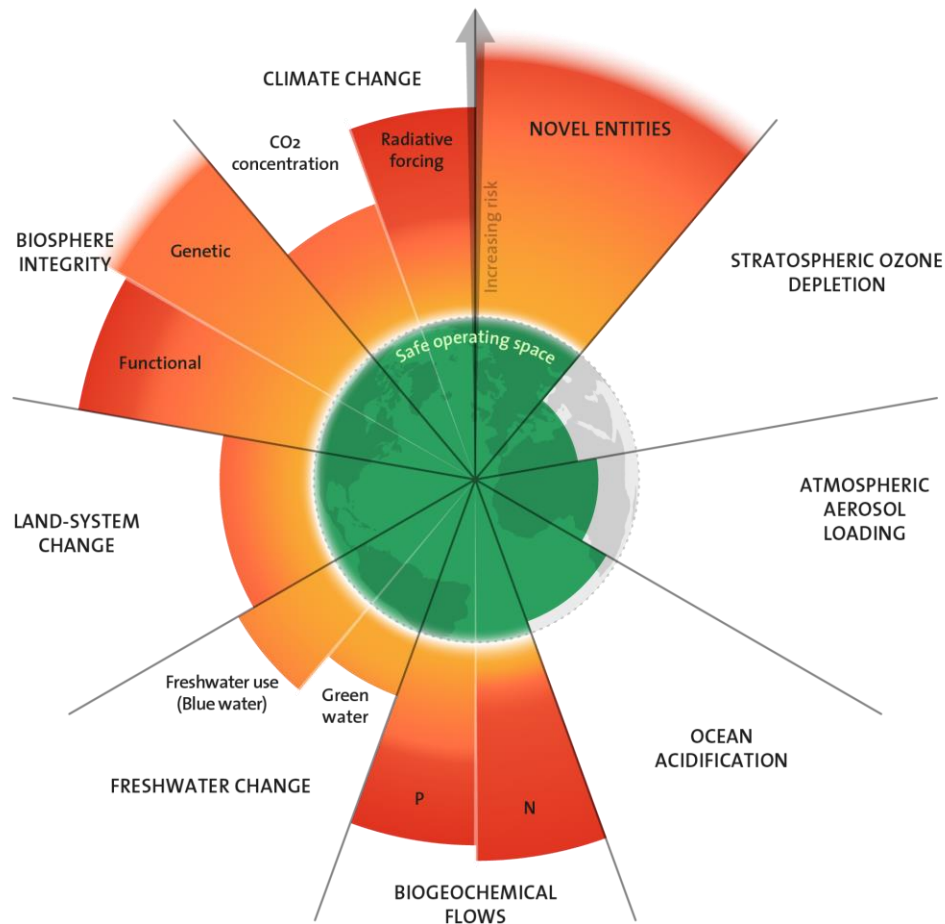 CLIMATE CHANGE
CO2
concentration
Radiative
forcing
NOVEL ENTITIES
Increasing risk
BIOSPHERE
INTEGRITY
Genetic
Functional
STRATOSPHERIC OZONE
DEPLETION
Safe operating space
ATMOSPHERIC
AEROSOL
LOADING
LAND-SYSTEM
CHANGE
Freshwater use
(Blue water)
Green
water
FRESHWATER CHANGE
P
N
OCEAN
ACIDIFICATION
BIOGEOCHEMICAL
FLOWS